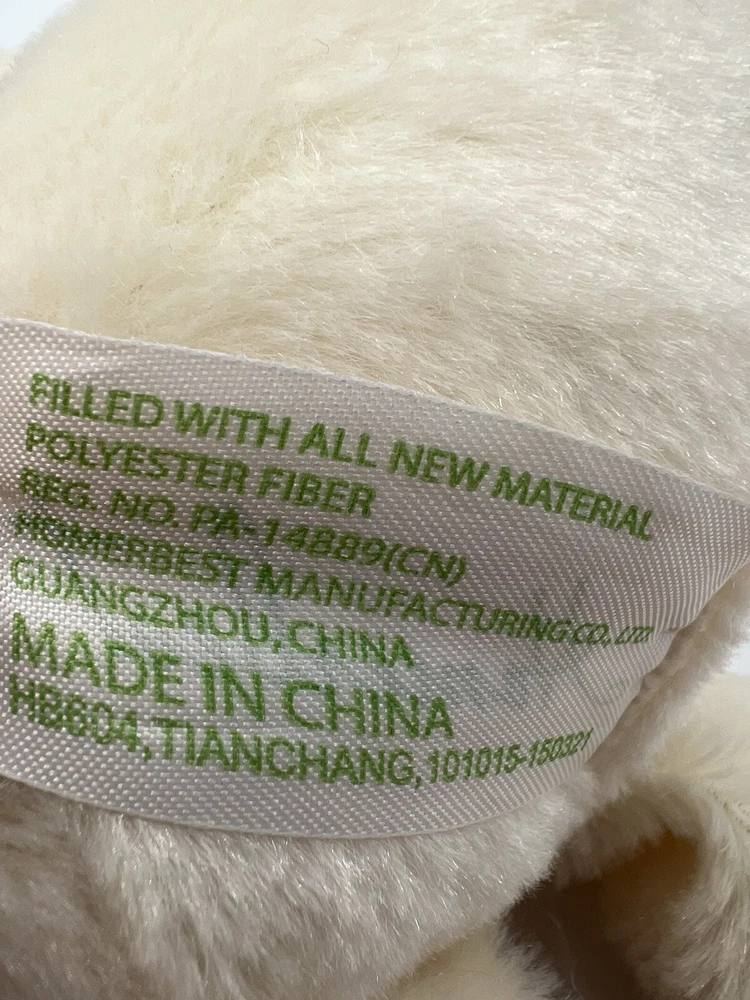 FILLED WITH ALL NEW MATERIAL
POLYESTER FIBER
REG. NO. PA-14889(CN)
HOMERBEST MANUFACTURING CO., LTD.
GUANGZHOU, CHINA
MADE IN CHINA
HB604, TIANCHANG, 101015-150321